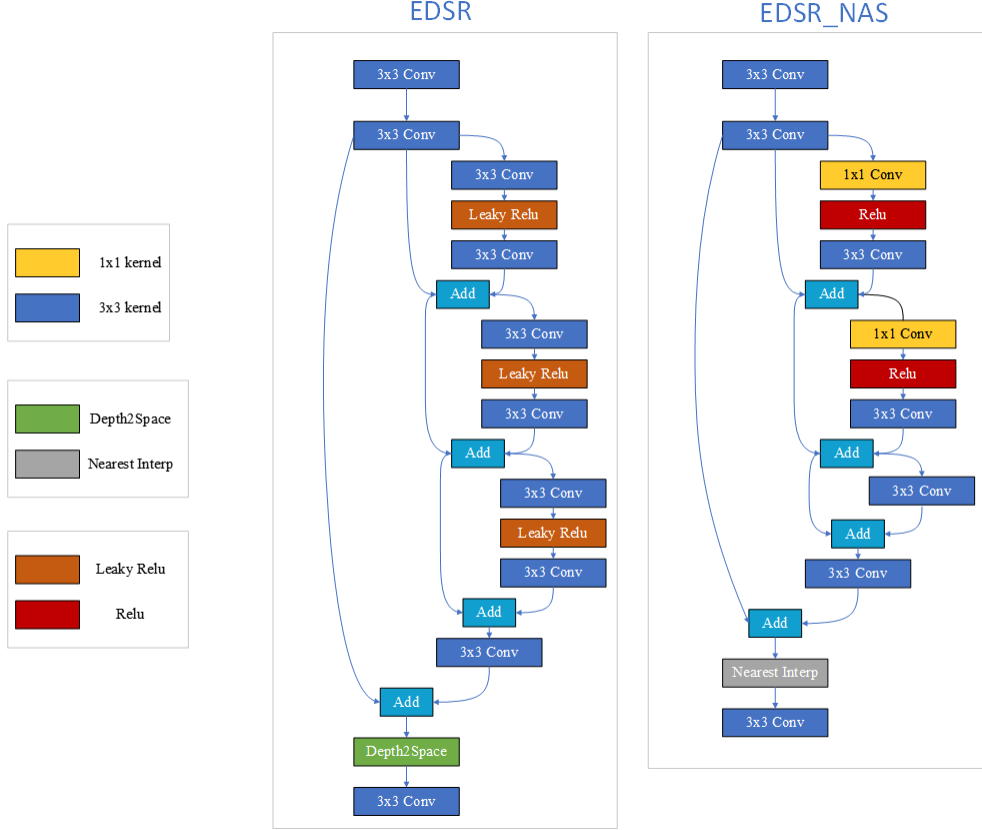 EDSR
3x3 Conv
3x3 Conv
3x3 Conv
Leaky Relu
3x3 Conv
Add
3x3 Conv
Leaky Relu
3x3 Conv
Add
3x3 Conv
Leaky Relu
3x3 Conv
Add
3x3 Conv
Add
Depth2Space
3x3 Conv
EDSR_NAS
3x3 Conv
3x3 Conv
1x1 Conv
Relu
3x3 Conv
Add
1x1 Conv
Relu
3x3 Conv
Add
3x3 Conv
Add
3x3 Conv
Add
Nearest Interp
3x3 Conv
1x1 kernel
3x3 kernel
Depth2Space
Nearest Interp
Leaky Relu
Relu